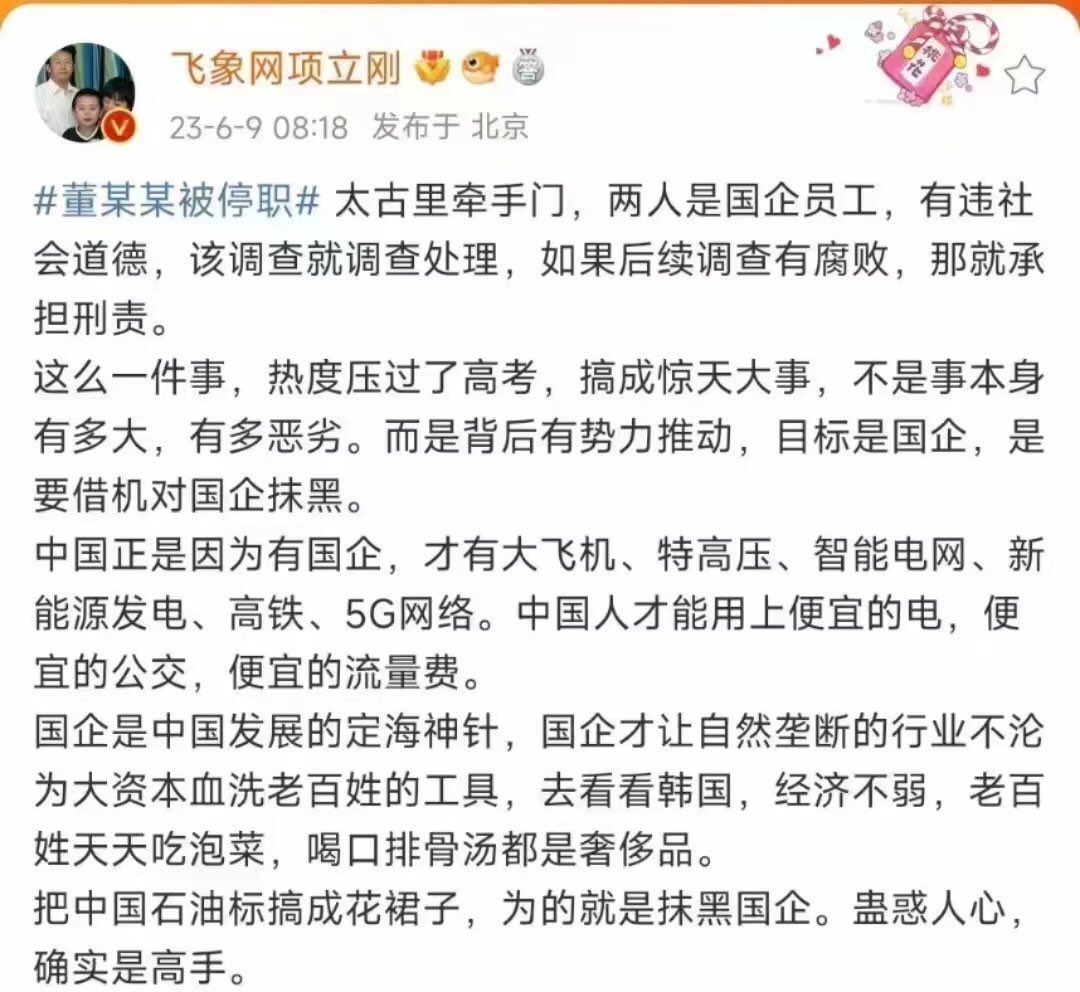 飞象网项立刚
答
桃花
23-6-9 08:18 发布于 北京
#董某某被停职# 太古里牵手门，两人是国企员工，有违社
会道德，该调查就调查处理，如果后续调查有腐败，那就承
担刑责。
这么一件事，热度压过了高考，搞成惊天大事，不是事本身
有多大，有多恶劣。而是背后有势力推动，目标是国企，是
要借机对国企抹黑。
中国正是因为有国企，才有大飞机、特高压、智能电网、新
能源发电、高铁、5G网络。中国人才能用上便宜的电，便
宜的公交，便宜的流量费。
国企是中国发展的定海神针，国企才让自然垄断的行业不沦
为大资本血洗老百姓的工具，去看看韩国，经济不弱，老百
姓天天吃泡菜，喝口排骨汤都是奢侈品。
把中国石油标搞成花裙子，为的就是抹黑国企。蛊惑人心，
确实是高手。